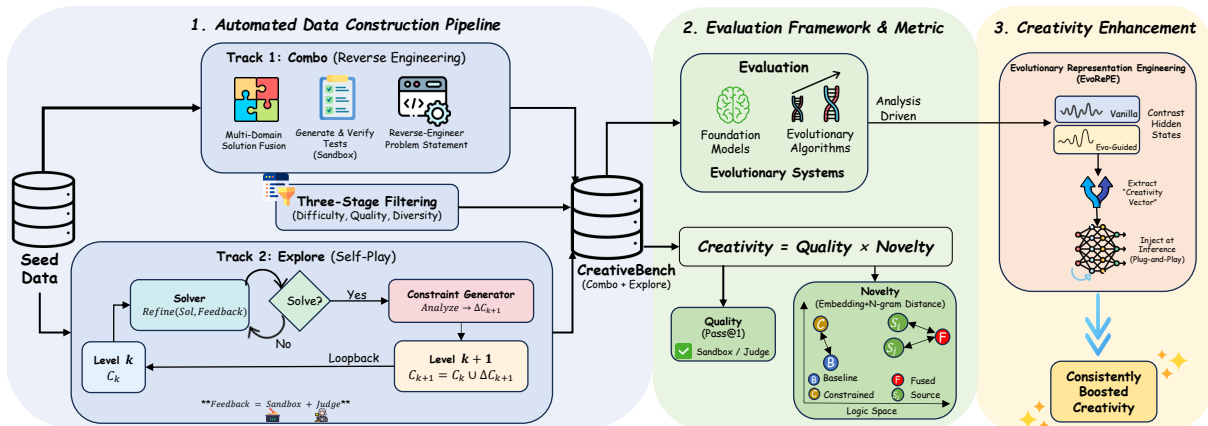 1. Automated Data Construction Pipeline
Track 1: Combo (Reverse Engineering)
Multi-Domain
Solution Fusion
Generate & Verify
Tests
(Sandbox)
Reverse-Engineer
Problem Statement
Three-Stage Filtering
(Difficulty, Quality, Diversity)
Seed
Data
Track 2: Explore (Self-Play)
Solver
Refine(Sol,Feedback)
Solve?
Yes
No
Constraint Generator
Analyze → ΔC_{k+1}
Level k
C_k
Loopback
Level k + 1
C_{k+1} = C_k ∪ ΔC_{k+1}
**Feedback = Sandbox + Judge**
CreativeBench
(Combo + Explore)
2. Evaluation Framework & Metric
Evaluation
Foundation
Models
Evolutionary
Algorithms
Evolutionary Systems
Analysis
Driven
Creativity = Quality × Novelty
Quality
(Pass@1)
Sandbox / Judge
Novelty
(Embedding+N-gram Distance)
C
B
S_i
S_j
F
B Baseline
C Constrained
F Fused
S_i Source
Logic Space
3. Creativity Enhancement
Evolutionary Representation Engineering
(EvoRePE)
Vanilla
Evo-Guided
Contrast
Hidden
States
Extract
"Creativity
Vector"
Inject at
Inference
(Plug-and-Play)
Consistently
Boosted
Creativity